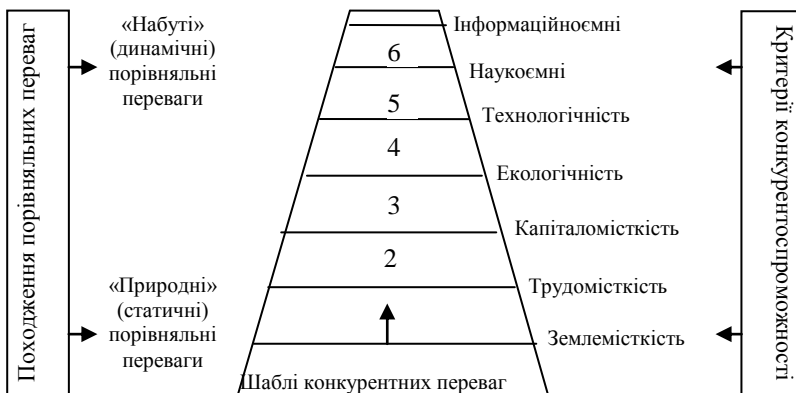 Походження порівняльних переваг
«Набуті»
(динамічні)
порівняльні
переваги
«Природні»
(статичні)
порівняльні
переваги
6
5
4
3
2
Шаблі конкурентних переваг
Інформаційноємні
Наукоємні
Технологічність
Екологічність
Капіталомісткість
Трудомісткість
Землемісткість
Критерії конкурентоспроможності